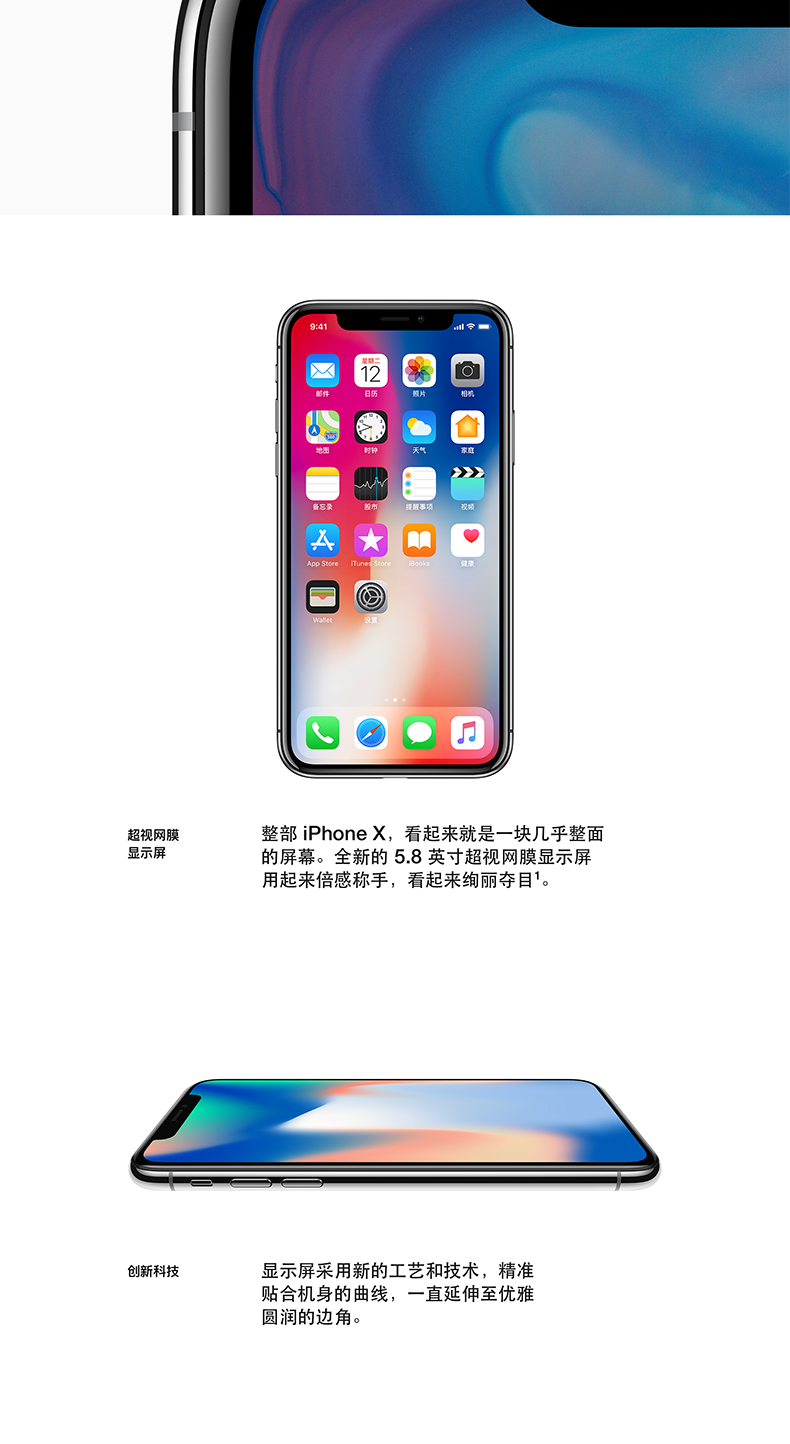 9:41
星期二
12
邮件 日历 照片 相机
280
地图 时钟 天气 家庭
备忘录 股市 提醒事项 视频
App Store iTunes Store iBooks 健康
Wallet 设置
超视网膜
显示屏
整部 iPhone X，看起来就是一块几乎整面
的屏幕。全新的 5.8 英寸超视网膜显示屏
用起来倍感称手，看起来绚丽夺目¹。
创新科技
显示屏采用新的工艺和技术，精准
贴合机身的曲线，一直延伸至优雅
圆润的边角。